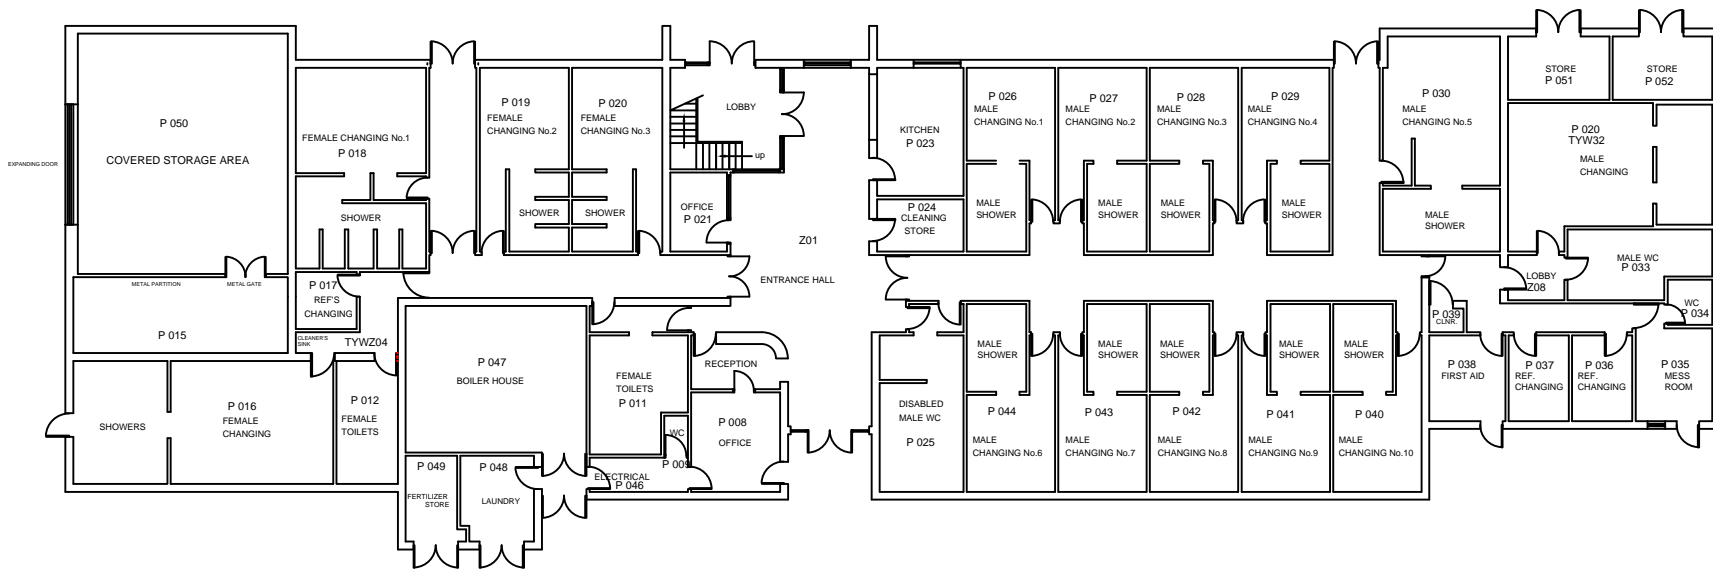 P 050
COVERED STORAGE AREA
EXPANDING DOOR
FEMALE CHANGING No.1
P 018
SHOWER
P 019
FEMALE
CHANGING No.2
SHOWER
P 020
FEMALE
CHANGING No.3
SHOWER
LOBBY
up
OFFICE
P 021
Z01
ENTRANCE HALL
KITCHEN
P 023
P 024
CLEANING
STORE
P 026
MALE
CHANGING No.1
MALE
SHOWER
P 027
MALE
CHANGING No.2
MALE
SHOWER
P 028
MALE
CHANGING No.3
MALE
SHOWER
P 029
MALE
CHANGING No.4
MALE
SHOWER
P 030
MALE
CHANGING No.5
MALE
SHOWER
STORE
P 051
STORE
P 052
P 020
TYW32
MALE
CHANGING
MALE WC
P 033
LOBBY
Z08
WC
P 034
P 039
CLNR.
METAL PARTITION
METAL GATE
P 015
P 017
REF'S
CHANGING
CLEANER'S
SINK
TYWZ04
SHOWERS
P 016
FEMALE
CHANGING
P 012
FEMALE
TOILETS
P 047
BOILER HOUSE
P 049
FERTILIZER
STORE
P 048
LAUNDRY
FEMALE
TOILETS
P 011
WC
P 009
ELECTRICAL
P 046
RECEPTION
P 008
OFFICE
DISABLED
MALE WC
P 025
MALE
SHOWER
P 044
MALE
CHANGING No.6
MALE
SHOWER
P 043
MALE
CHANGING No.7
MALE
SHOWER
P 042
MALE
CHANGING No.8
MALE
SHOWER
P 041
MALE
CHANGING No.9
MALE
SHOWER
P 040
MALE
CHANGING No.10
P 038
FIRST AID
P 037
REF.
CHANGING
P 036
REF.
CHANGING
P 035
MESS
ROOM